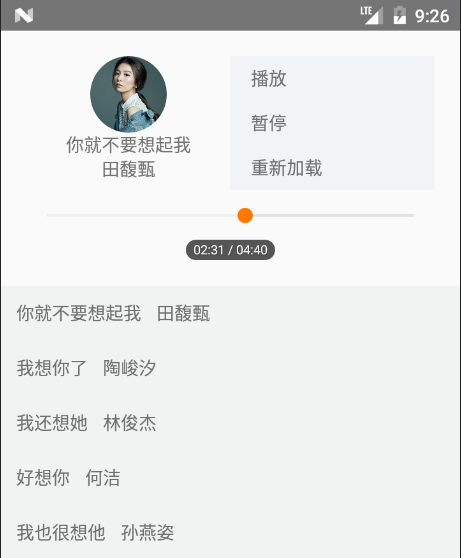 LTE 9:26
你就不要想起我
田馥甄
播放
暂停
重新加载
02:31 / 04:40
你就不要想起我 田馥甄
我想你了 陶峻汐
我还想她 林俊杰
好想你 何洁
我也很想他 孙燕姿